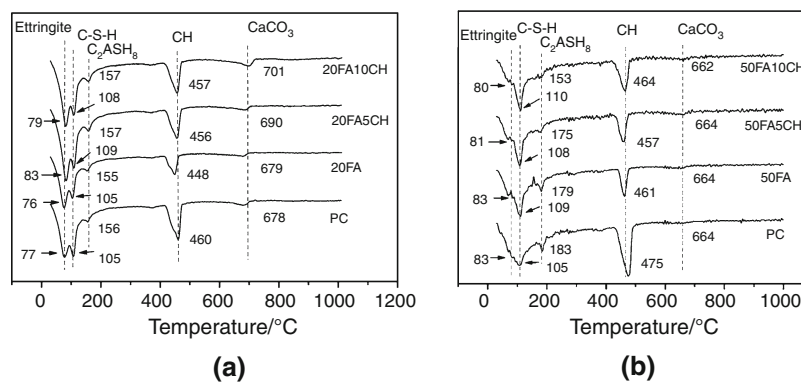 Ettringite
C-S-H
C₂ASH₈
CH
CaCO₃
157
457
701
20FA10CH
108
79
157
456
690
20FA5CH
109
83
155
448
679
20FA
76
105
156
460
678
PC
77
105
0 200 400 600 800 1000 1200
Temperature/°C
(a)
Ettringite
C-S-H
C₂ASH₈
CH
CaCO₃
80
153
464
662
50FA10CH
110
81
175
457
664
50FA5CH
108
83
179
461
664
50FA
109
83
183
475
664
PC
105
0 200 400 600 800 1000
Temperature/°C
(b)